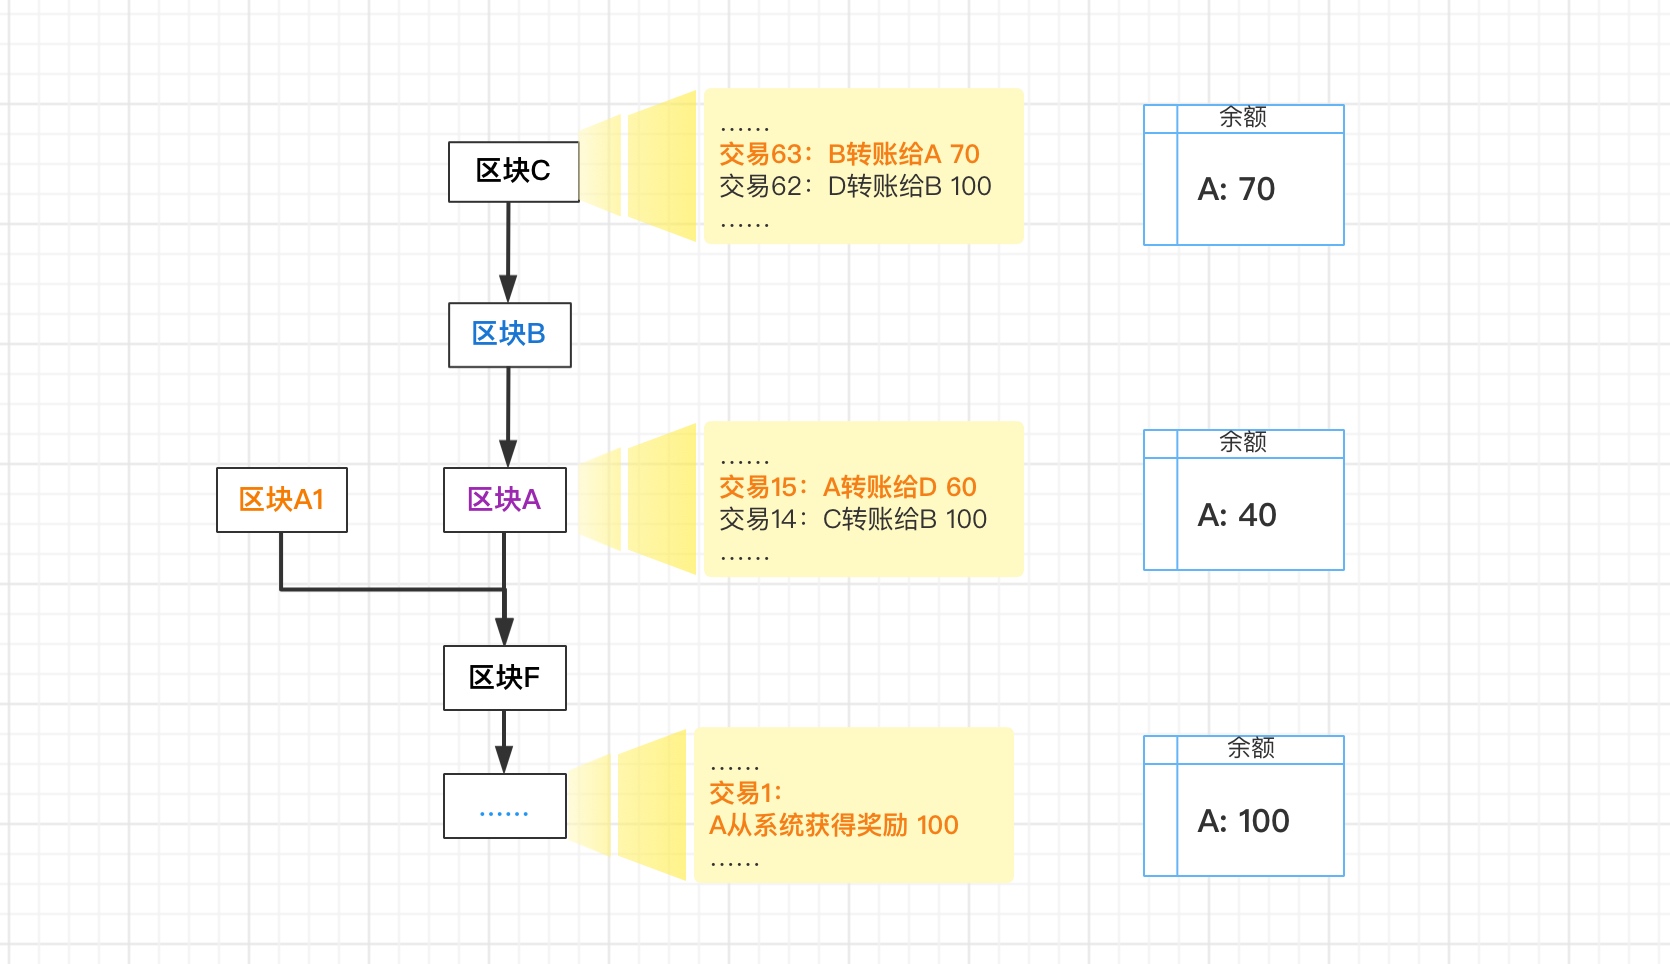 ……
交易63：B转账给A 70
交易62：D转账给B 100
……
余额
A: 70
区块C
区块B
……
交易15：A转账给D 60
交易14：C转账给B 100
……
余额
A: 40
区块A1
区块A
区块F
……
……
交易1：
A从系统获得奖励 100
……
余额
A: 100